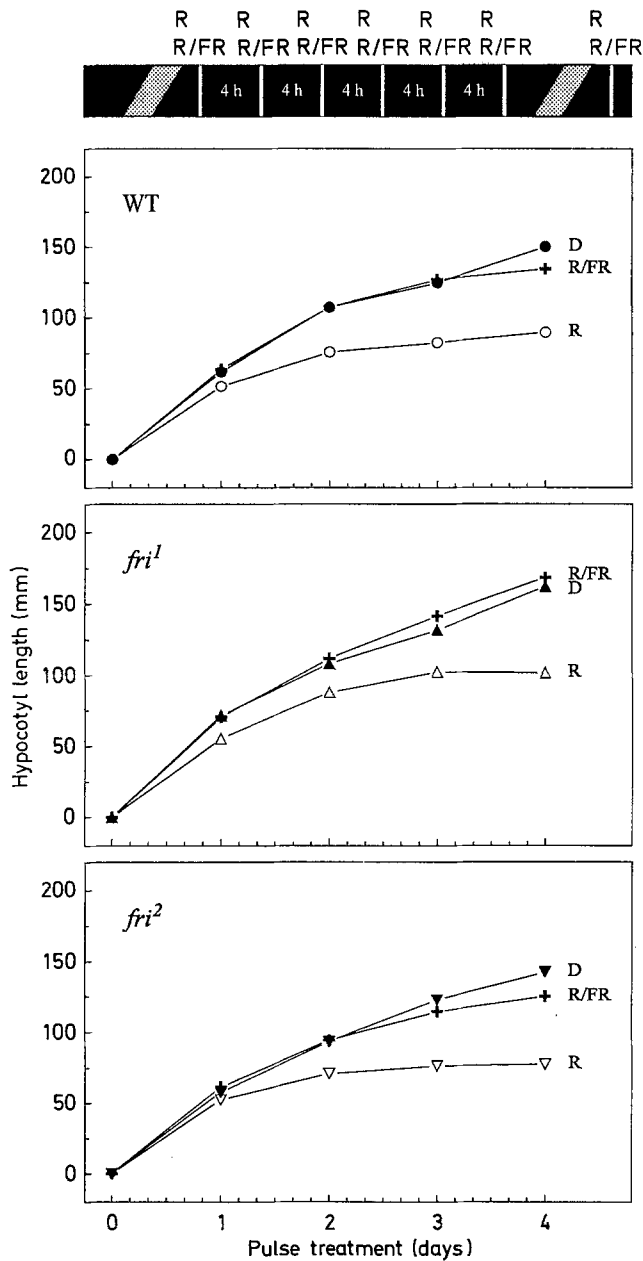 R R R R R R R
R/FR R/FR R/FR R/FR R/FR R/FR R/FR
4 h 4 h 4 h 4 h 4 h
200
WT
150
D
R/FR
100
R
50
0
200
fri¹
R/FR
150
D
100
R
50
0
200
fri²
150
D
R/FR
100
R
50
0
0 1 2 3 4
Pulse treatment (days)
Hypocotyl length (mm)